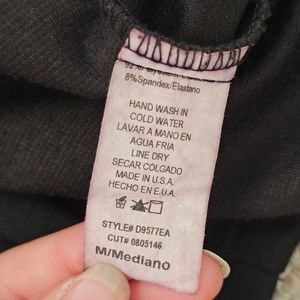 8%Spandex/Elastano
HAND WASH IN
COLD WATER
LAVAR A MANO EN
AGUA FRIA
LINE DRY
SECAR COLGADO
MADE IN U.S.A.
HECHO EN E.U.A.
STYLE# D9577EA
CUT# 0805146
M/Mediano